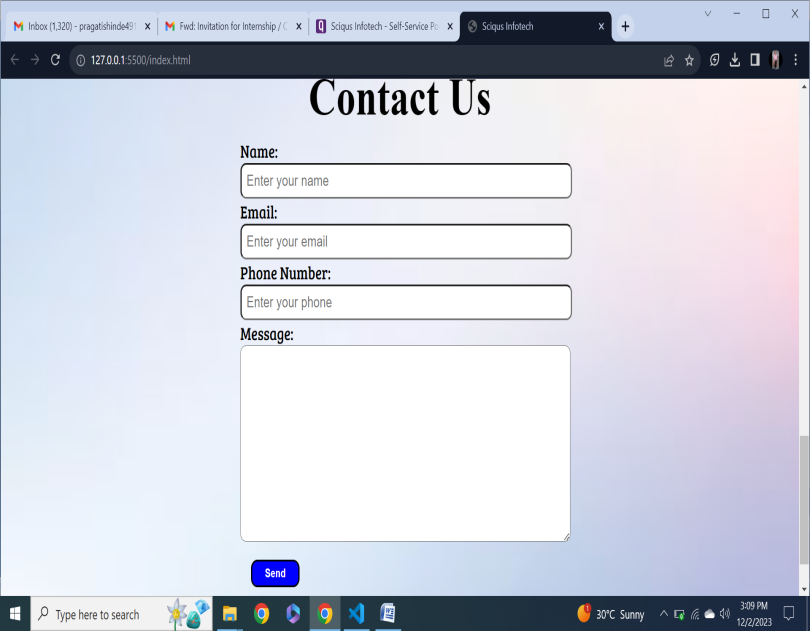 Inbox (1,320) - pragatishinde491
Fwd: Invitation for Internship / C
Sciqus Infotech - Self-Service Po
Sciqus Infotech
127.0.0.1:5500/index.html
Contact Us
Name:
Enter your name
Email:
Enter your email
Phone Number:
Enter your phone
Message:
Send
Type here to search
30°C Sunny
3:09 PM
12/2/2023